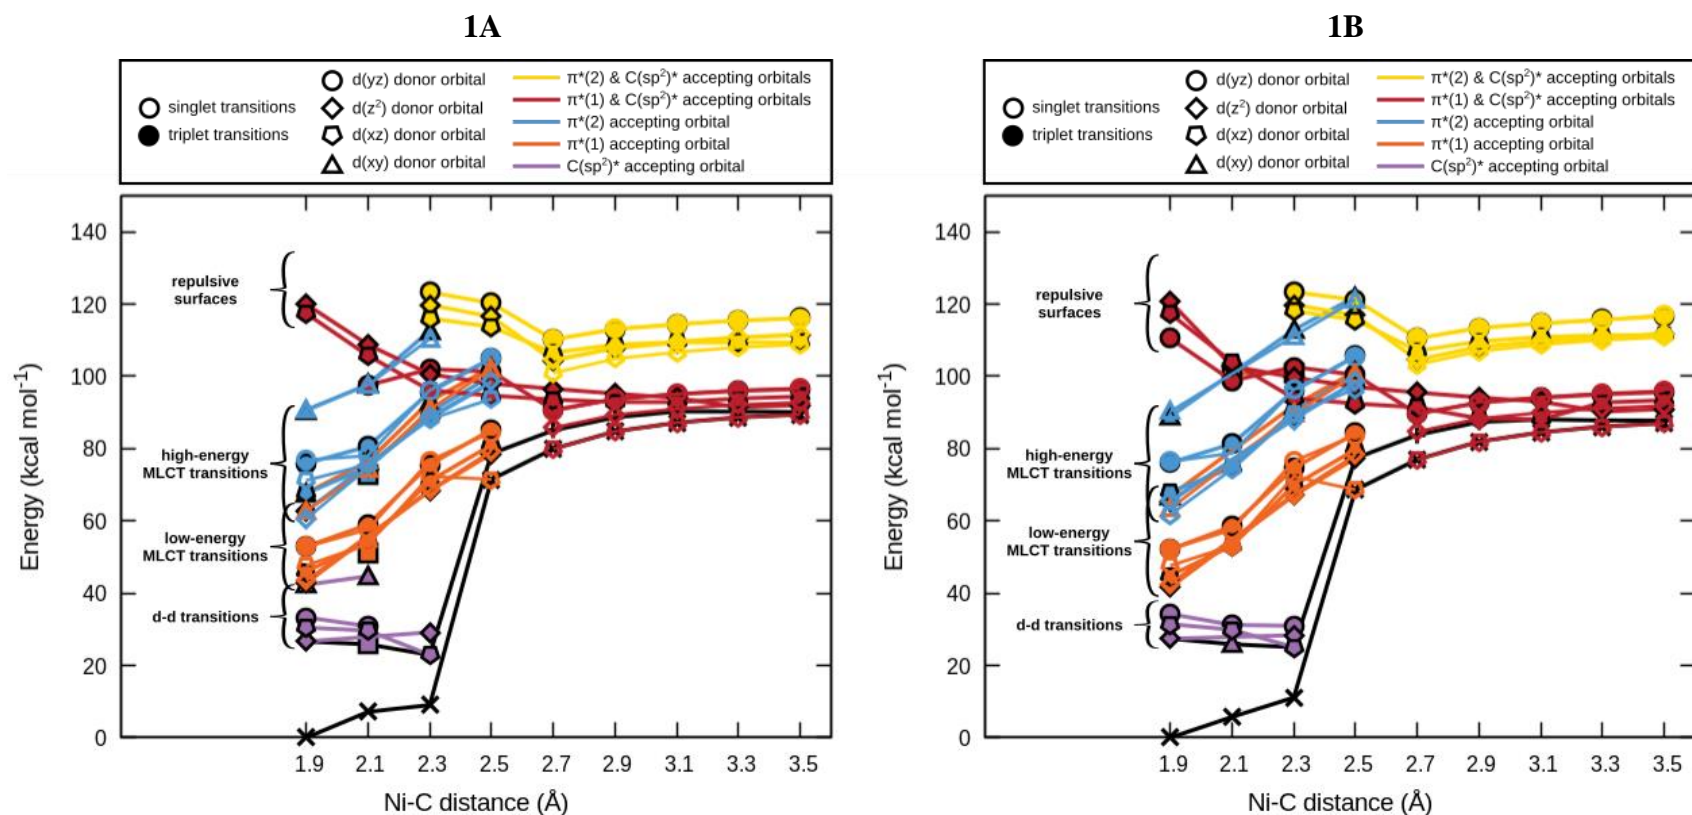 1A
singlet transitions
triplet transitions
d(yz) donor orbital
d(z²) donor orbital
d(xz) donor orbital
d(xy) donor orbital
π*(2) & C(sp²)* accepting orbitals
π*(1) & C(sp²)* accepting orbitals
π*(2) accepting orbital
π*(1) accepting orbital
C(sp²)* accepting orbital
140
120
100
80
60
40
20
0
Energy (kcal mol⁻¹)
repulsive
surfaces
high-energy
MLCT transitions
low-energy
MLCT transitions
d-d transitions
1.9 2.1 2.3 2.5 2.7 2.9 3.1 3.3 3.5
Ni-C distance (Å)
1B
singlet transitions
triplet transitions
d(yz) donor orbital
d(z²) donor orbital
d(xz) donor orbital
d(xy) donor orbital
π*(2) & C(sp²)* accepting orbitals
π*(1) & C(sp²)* accepting orbitals
π*(2) accepting orbital
π*(1) accepting orbital
C(sp²)* accepting orbital
140
120
100
80
60
40
20
0
Energy (kcal mol⁻¹)
repulsive
surfaces
high-energy
MLCT transitions
low-energy
MLCT transitions
d-d transitions
1.9 2.1 2.3 2.5 2.7 2.9 3.1 3.3 3.5
Ni-C distance (Å)